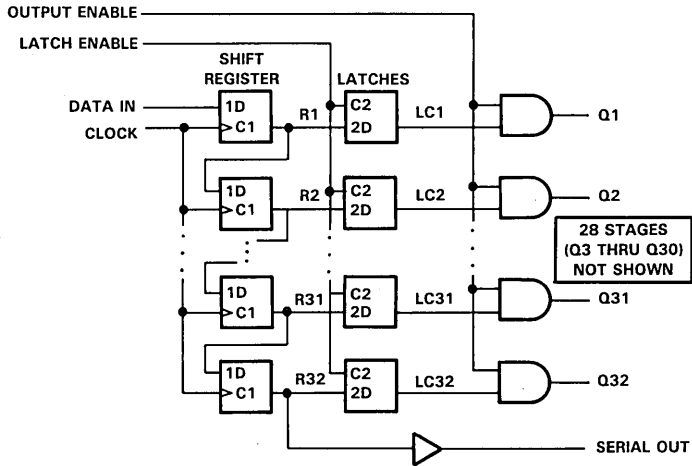 OUTPUT ENABLE
LATCH ENABLE
SHIFT
REGISTER
LATCHES
DATA IN
1D
C1
R1
C2
2D
LC1
Q1
CLOCK
1D
C1
R2
C2
2D
LC2
Q2
28 STAGES
(Q3 THRU Q30)
NOT SHOWN
1D
C1
R31
C2
2D
LC31
Q31
1D
C1
R32
C2
2D
LC32
Q32
SERIAL OUT